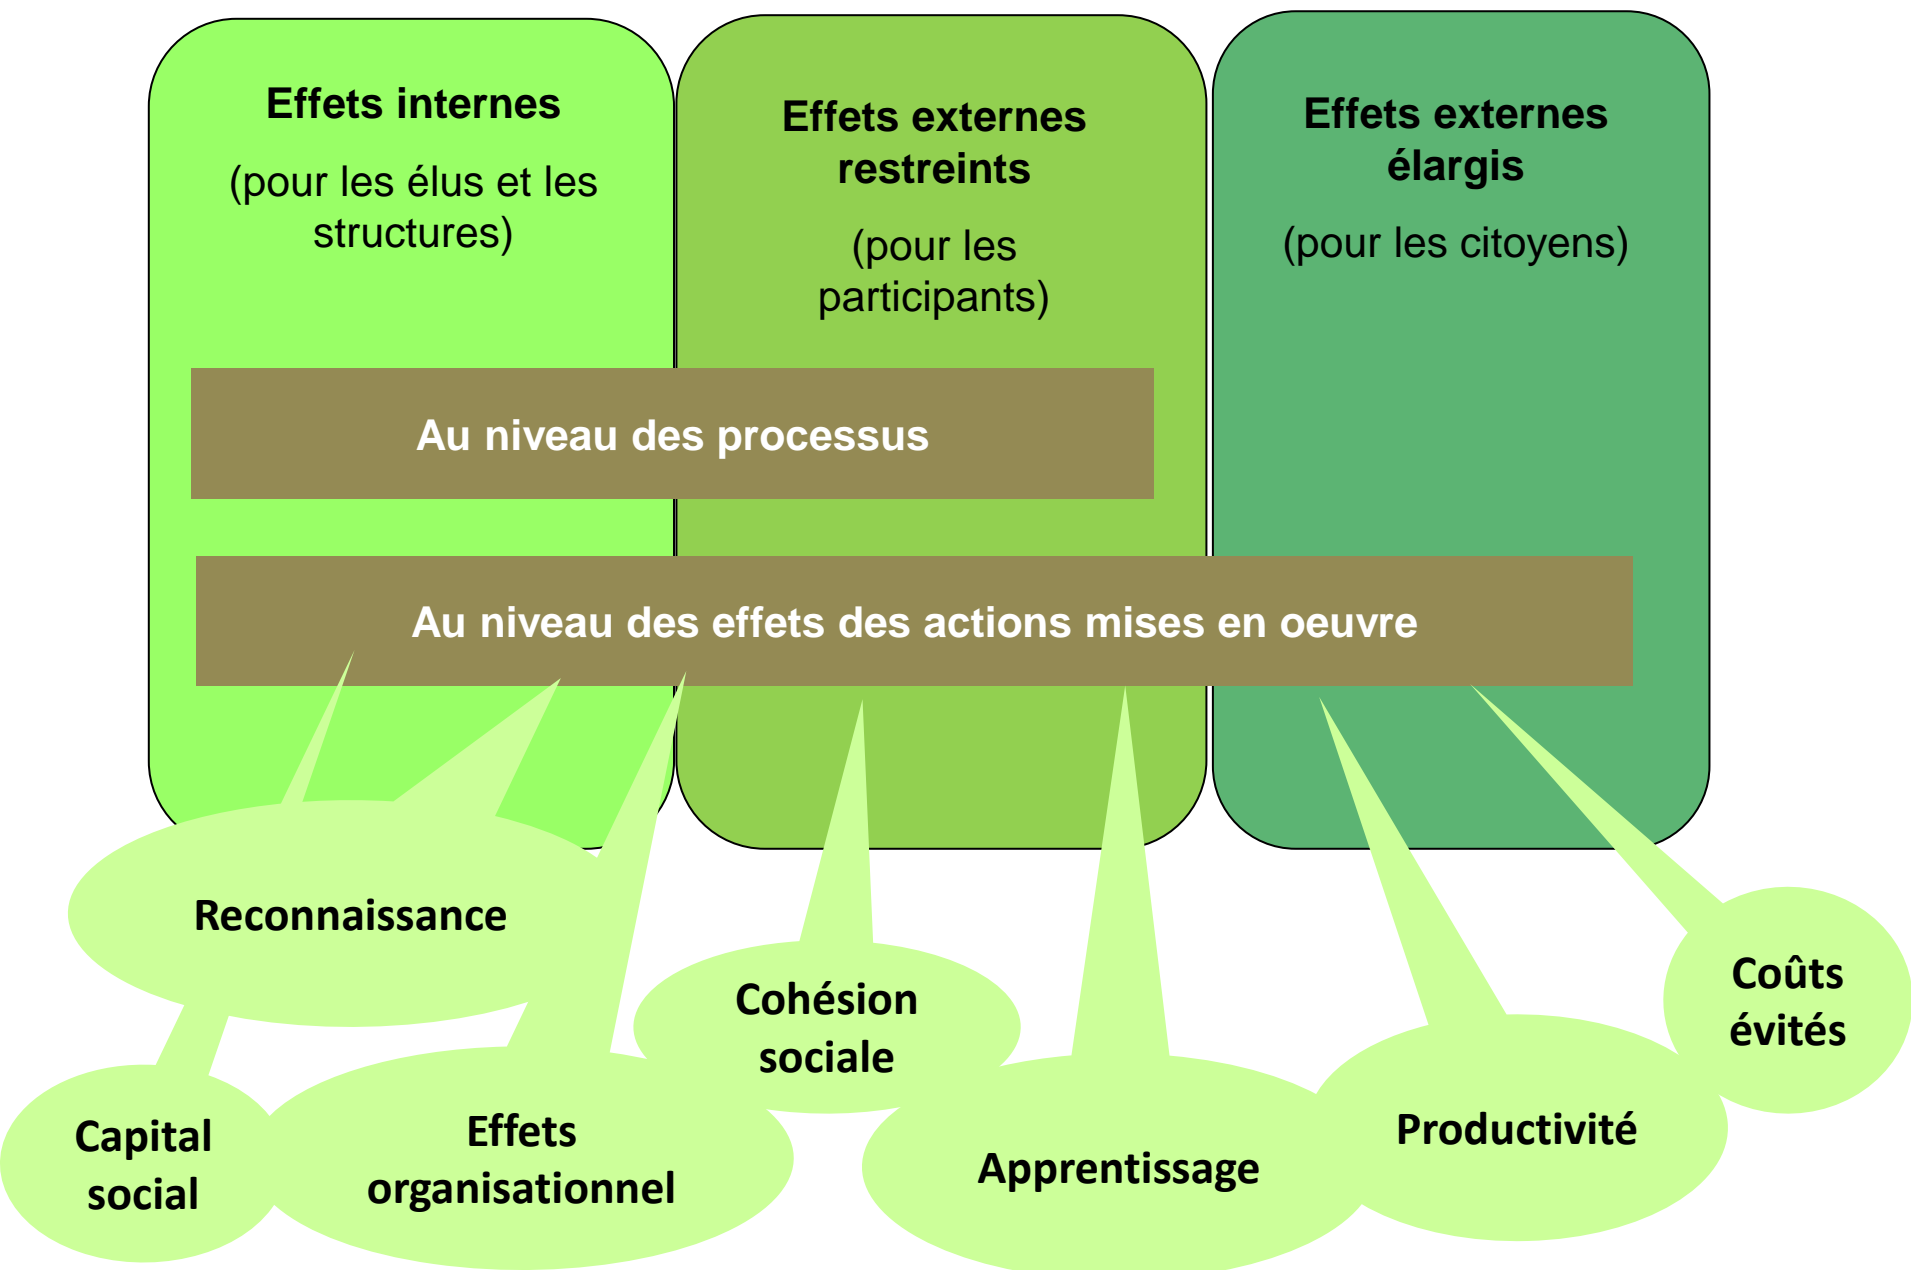 Effets internes
(pour les élus et les
structures)
Effets externes
restreints
(pour les
participants)
Effets externes
élargis
(pour les citoyens)
Au niveau des processus
Au niveau des effets des actions mises en oeuvre
Reconnaissance
Capital
social
Effets
organisationnel
Cohésion
sociale
Apprentissage
Productivité
Coûts
évités